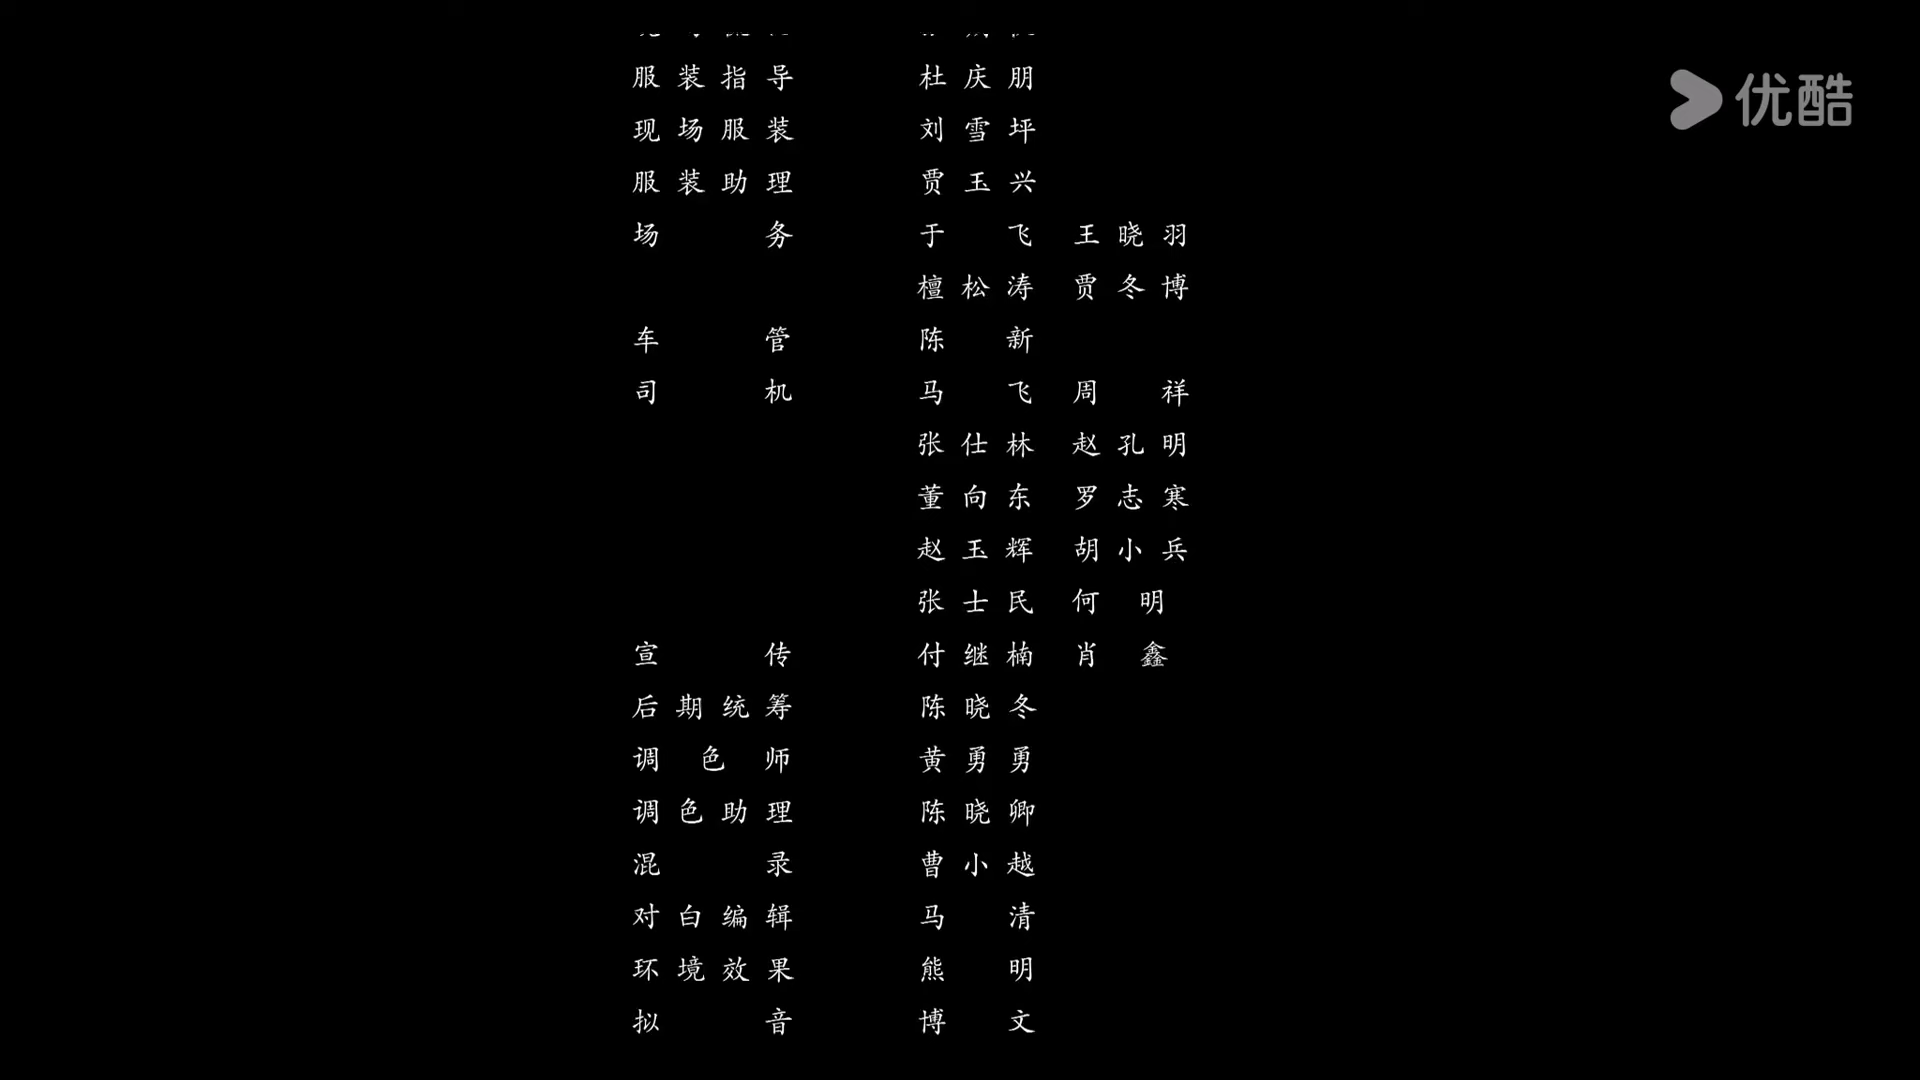 优酷
服装指导 杜庆朋
现场服装 刘雪坪
服装助理 贾玉兴
场务 于飞 王晓羽
檀松涛 贾冬博
车管 陈新
司机 马飞 周祥
张仕林 赵孔明
董向东 罗志寒
赵玉辉 胡小兵
张士民 何明
宣传 付继楠 肖鑫
后期统筹 陈晓冬
调色师 黄勇勇
调色助理 陈晓卿
混录 曹小越
对白编辑 马清
环境效果 熊明
拟音 博文